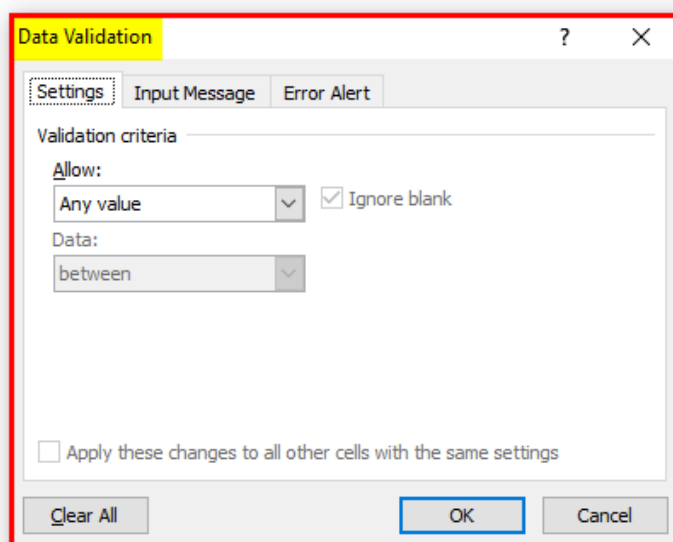 Data Validation ?
Settings Input Message Error Alert
Validation criteria
Allow:
Any value Ignore blank
Data:
between
Apply these changes to all other cells with the same settings
Clear All OK Cancel